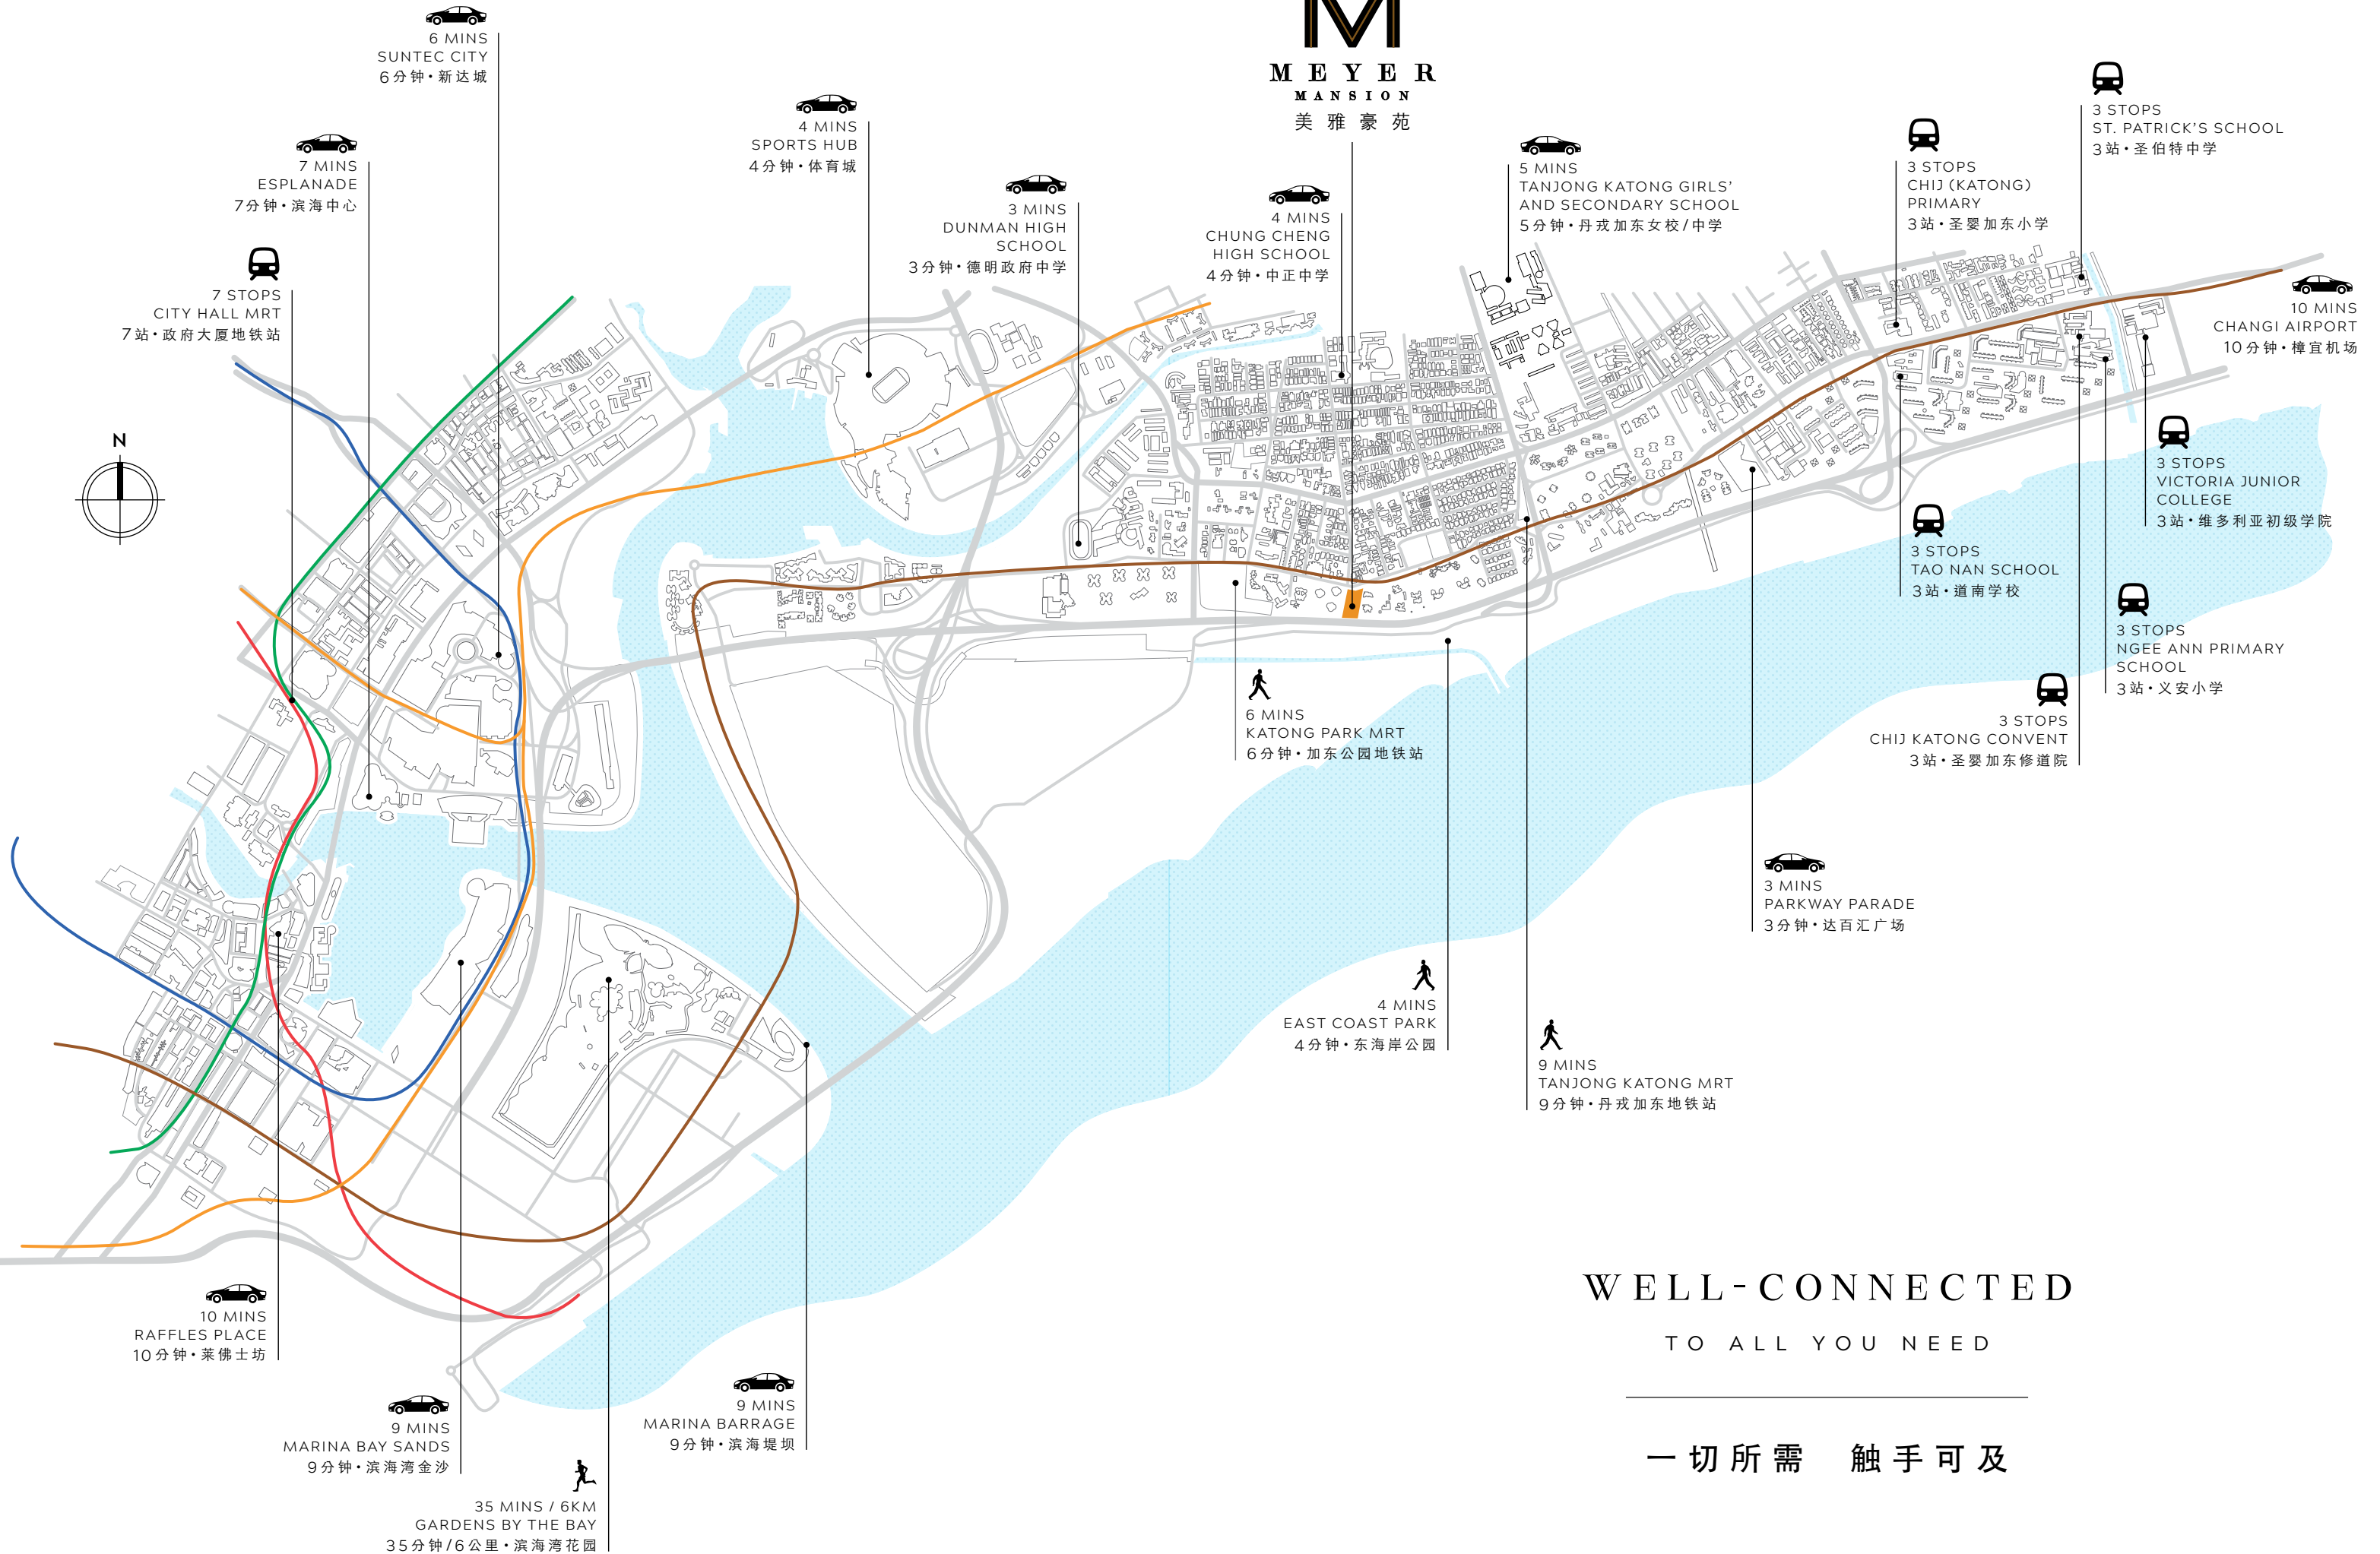 6 MINS
SUNTEC CITY
6分钟•新达城
7 MINS
ESPLANADE
7分钟•滨海中心
7 STOPS
CITY HALL MRT
7站•政府大厦地铁站
N
4 MINS
SPORTS HUB
4分钟•体育城
3 MINS
DUNMAN HIGH
SCHOOL
3分钟•德明政府中学
M
MEYER
MANSION
美雅豪苑
4 MINS
CHUNG CHENG
HIGH SCHOOL
4分钟•中正中学
5 MINS
TANJONG KATONG GIRLS’
AND SECONDARY SCHOOL
5分钟•丹戎加东女校/中学
3 STOPS
CHIJ (KATONG)
PRIMARY
3站•圣婴加东小学
3 STOPS
ST. PATRICK’S SCHOOL
3站•圣伯特中学
10 MINS
CHANGI AIRPORT
10分钟•樟宜机场
3 STOPS
VICTORIA JUNIOR
COLLEGE
3站•维多利亚初级学院
3 STOPS
TAO NAN SCHOOL
3站•道南学校
3 STOPS
NGEE ANN PRIMARY
SCHOOL
3站•义安小学
3 STOPS
CHIJ KATONG CONVENT
3站•圣婴加东修道院
6 MINS
KATONG PARK MRT
6分钟•加东公园地铁站
3 MINS
PARKWAY PARADE
3分钟•达百汇广场
4 MINS
EAST COAST PARK
4分钟•东海岸公园
9 MINS
TANJONG KATONG MRT
9分钟•丹戎加东地铁站
10 MINS
RAFFLES PLACE
10分钟•莱佛士坊
9 MINS
MARINA BAY SANDS
9分钟•滨海湾金沙
35 MINS / 6KM
GARDENS BY THE BAY
35分钟/6公里•滨海湾花园
9 MINS
MARINA BARRAGE
9分钟•滨海堤坝
WELL-CONNECTED
TO ALL YOU NEED
一切所需 触手可及